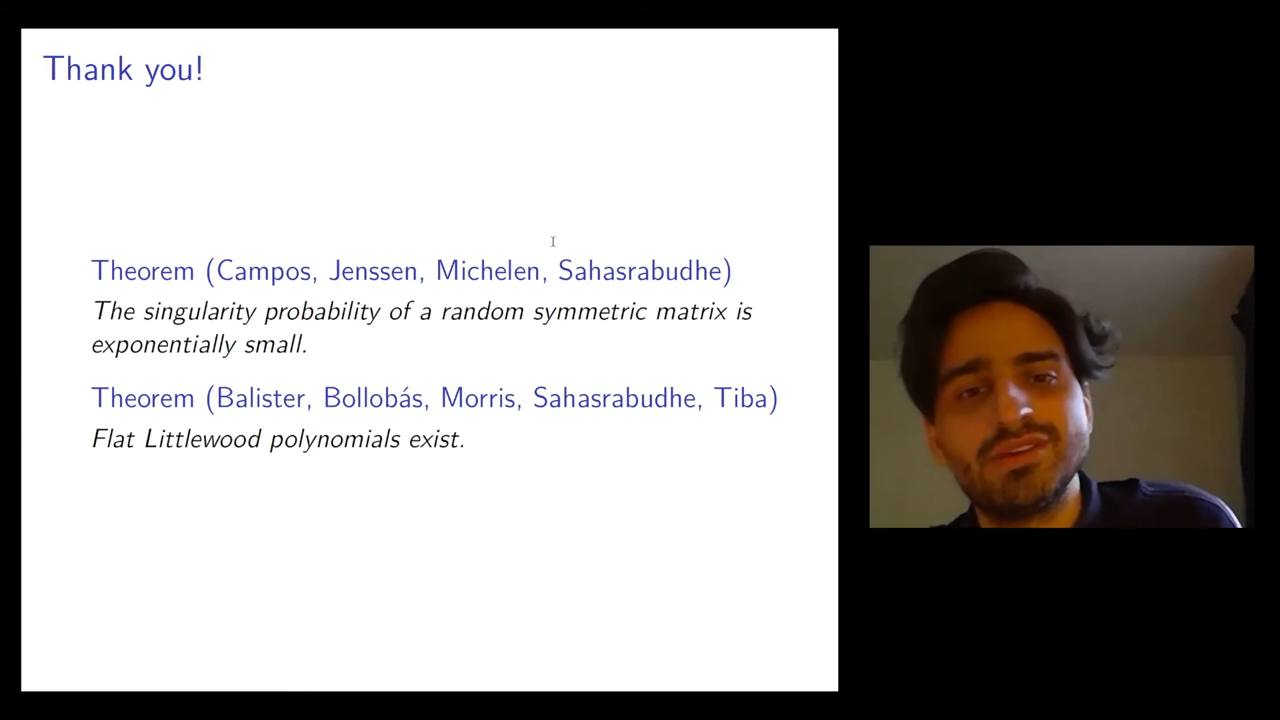 Thank you!
Theorem (Campos, Jenssen, Michelen, Sahasrabudhe)
The singularity probability of a random symmetric matrix is
exponentially small.
Theorem (Balister, Bollobás, Morris, Sahasrabudhe, Tiba)
Flat Littlewood polynomials exist.